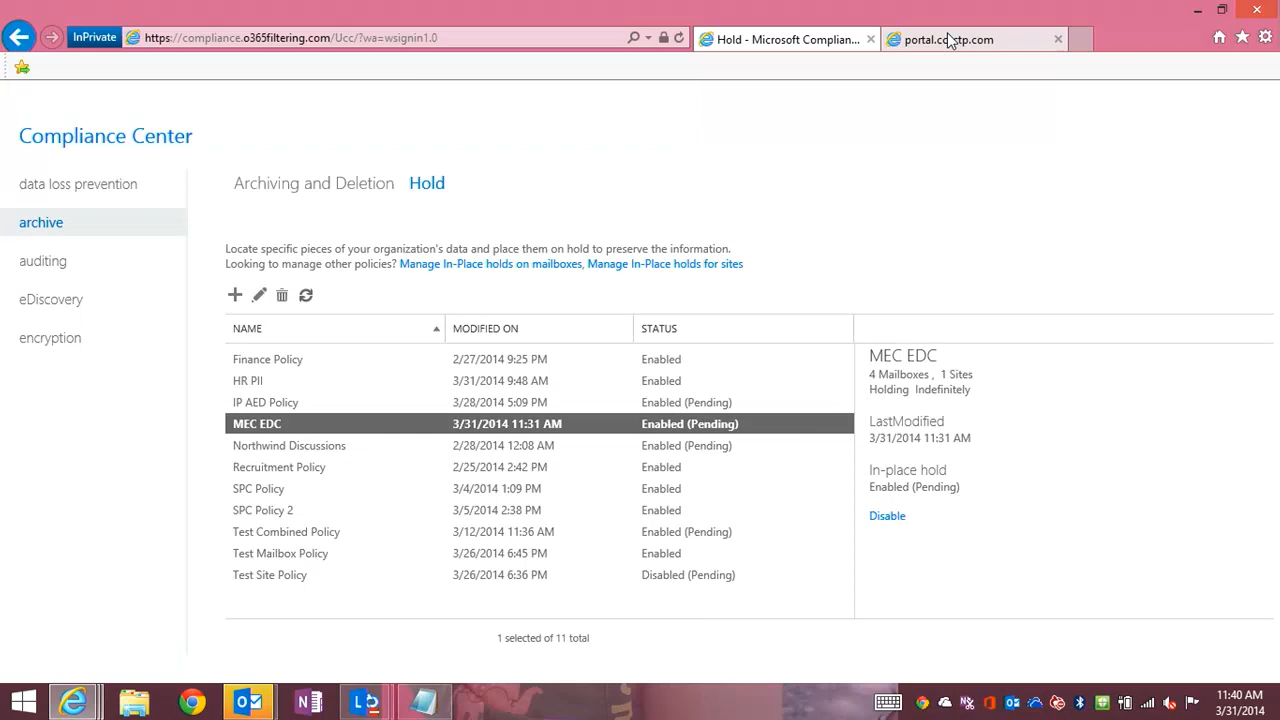 InPrivate https://compliance.o365filtering.com/Ucc/?wa=wsignin1.0 Hold - Microsoft Complian...
Compliance Center
data loss prevention
archive
auditing
eDiscovery
encryption
Archiving and Deletion Hold
Locate specific pieces of your organization's data and place them on hold to preserve the information.
Looking to manage other policies? Manage In-Place holds on mailboxes, Manage In-Place holds for sites
NAME MODIFIED ON STATUS
Finance Policy 2/27/2014 9:25 PM Enabled
HR PII 3/31/2014 9:48 AM Enabled
IP AED Policy 3/28/2014 5:09 PM Enabled (Pending)
MEC EDC 3/31/2014 11:31 AM Enabled (Pending)
Northwind Discussions 2/28/2014 12:08 AM Enabled (Pending)
Recruitment Policy 2/25/2014 2:42 PM Enabled
SPC Policy 3/4/2014 1:09 PM Enabled
SPC Policy 2 3/5/2014 2:38 PM Enabled
Test Combined Policy 3/12/2014 11:36 AM Enabled (Pending)
Test Mailbox Policy 3/26/2014 6:45 PM Enabled
Test Site Policy 3/26/2014 6:36 PM Disabled (Pending)
1 selected of 11 total
MEC EDC
4 Mailboxes , 1 Sites
Holding Indefinitely
LastModified
3/31/2014 11:31 AM
In-place hold
Enabled (Pending)
Disable
11:40 AM
3/31/2014